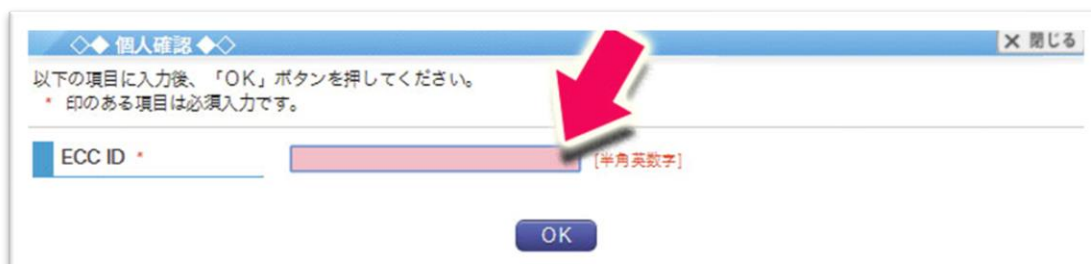 ◇◆ 個人確認 ◆◇
× 閉じる
以下の項目に入力後、「OK」ボタンを押してください。
* 印のある項目は必須入力です。
ECC ID *
[半角英数字]
OK